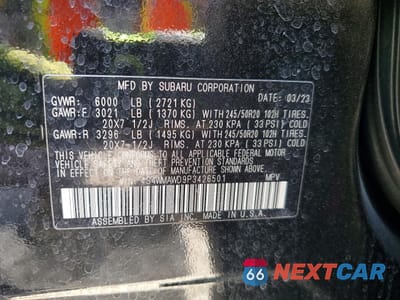 MFD BY SUBARU CORPORATION
GVWR: 6000 LB (2721 KG) DATE: 03/23
GAWR:F 3021 LB (1370 KG) WITH 245/50R20 102H TIRES,
20X7-1/2J RIMS, AT 230 KPA (33 PSI) COLD
GAWR:R 3296 LB (1495 KG) WITH 245/50R20 102H TIRES,
20X7-1/2J RIMS, AT 230 KPA (33 PSI) COLD
THIS VEHICLE CONFORMS TO ALL APPLICABLE FEDERAL MOTOR
VEHICLE SAFETY AND THEFT PREVENTION STANDARDS
IN EFFECT ON THE DATE OF MANUFACTURE SHOWN ABOVE.
MPV
ASSEMBLED BY SIA INC. MADE IN U.S.A.
66 NEXTCAR